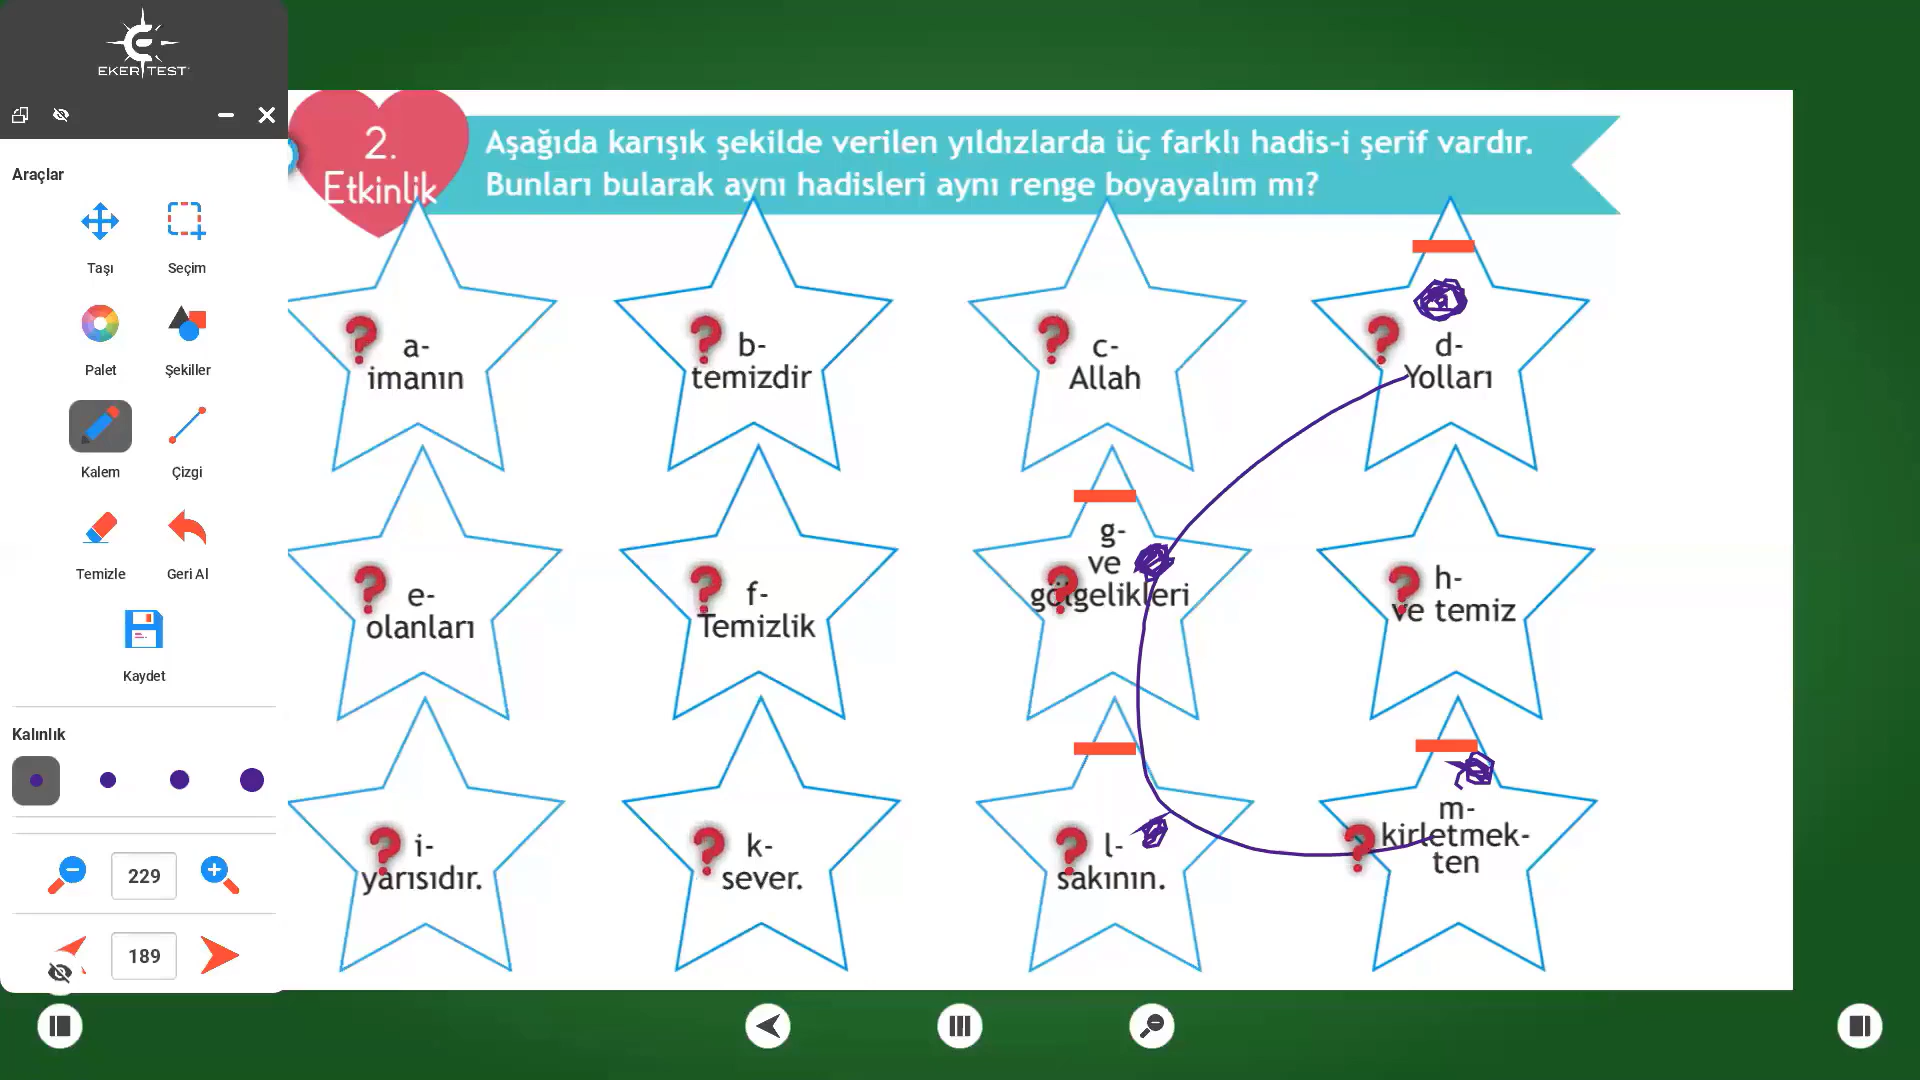 EKER TEST
Araçlar
Taşı
Seçim
Palet
Şekiller
Kalem
Çizgi
Temizle
Geri Al
Kaydet
Kalınlık
229
189
2.
Etkinlik
Aşağıda karışık şekilde verilen yıldızlarda üç farklı hadis-i şerif vardır.
Bunları bularak aynı hadisleri aynı renge boyayalım mı?
? a-
imanın
? b-
temizdir
? c-
Allah
? d-
Yolları
? e-
olanları
? f-
Temizlik
g-
ve
? gölgelikleri
? h-
ve temiz
? i-
yarısıdır.
? k-
sever.
? l-
sakının.
m-
? kirletmek-
ten